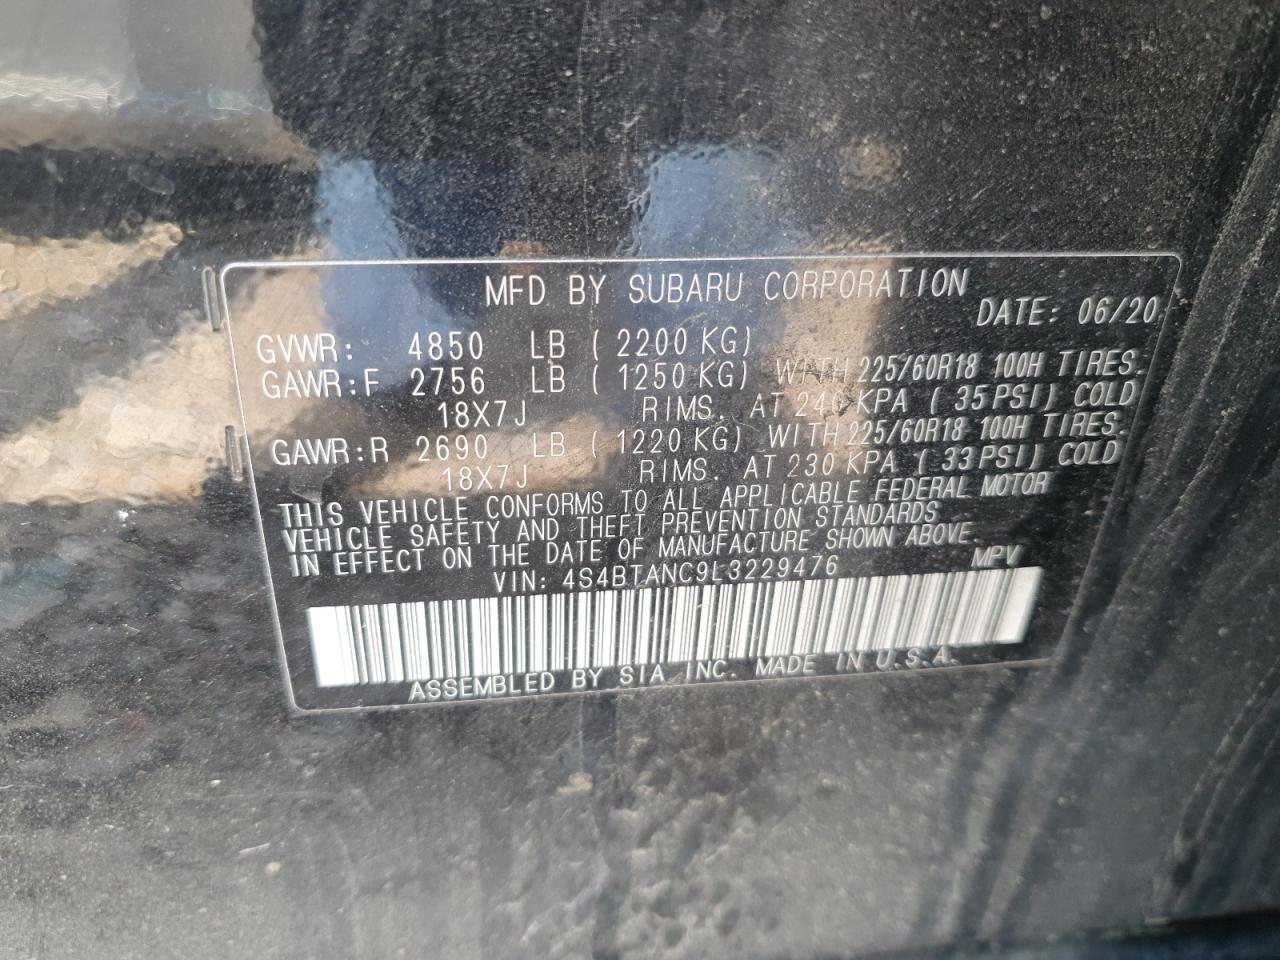 MFD BY SUBARU CORPORATION
DATE: 06/20
GVWR: 4850 LB ( 2200 KG)
GAWR:F 2756 LB ( 1250 KG) WITH 225/60R18 100H TIRES.
18X7J RIMS. AT 240 KPA ( 35 PSI) COLD
GAWR:R 2690 LB ( 1220 KG) WITH 225/60R18 100H TIRES.
18X7J RIMS. AT 230 KPA ( 33 PSI) COLD
THIS VEHICLE CONFORMS TO ALL APPLICABLE FEDERAL MOTOR
VEHICLE SAFETY AND THEFT PREVENTION STANDARDS
IN EFFECT ON THE DATE OF MANUFACTURE SHOWN ABOVE.
VIN: 4S4BTANC9L3229476 MPV
ASSEMBLED BY SIA INC. MADE IN U.S.A.